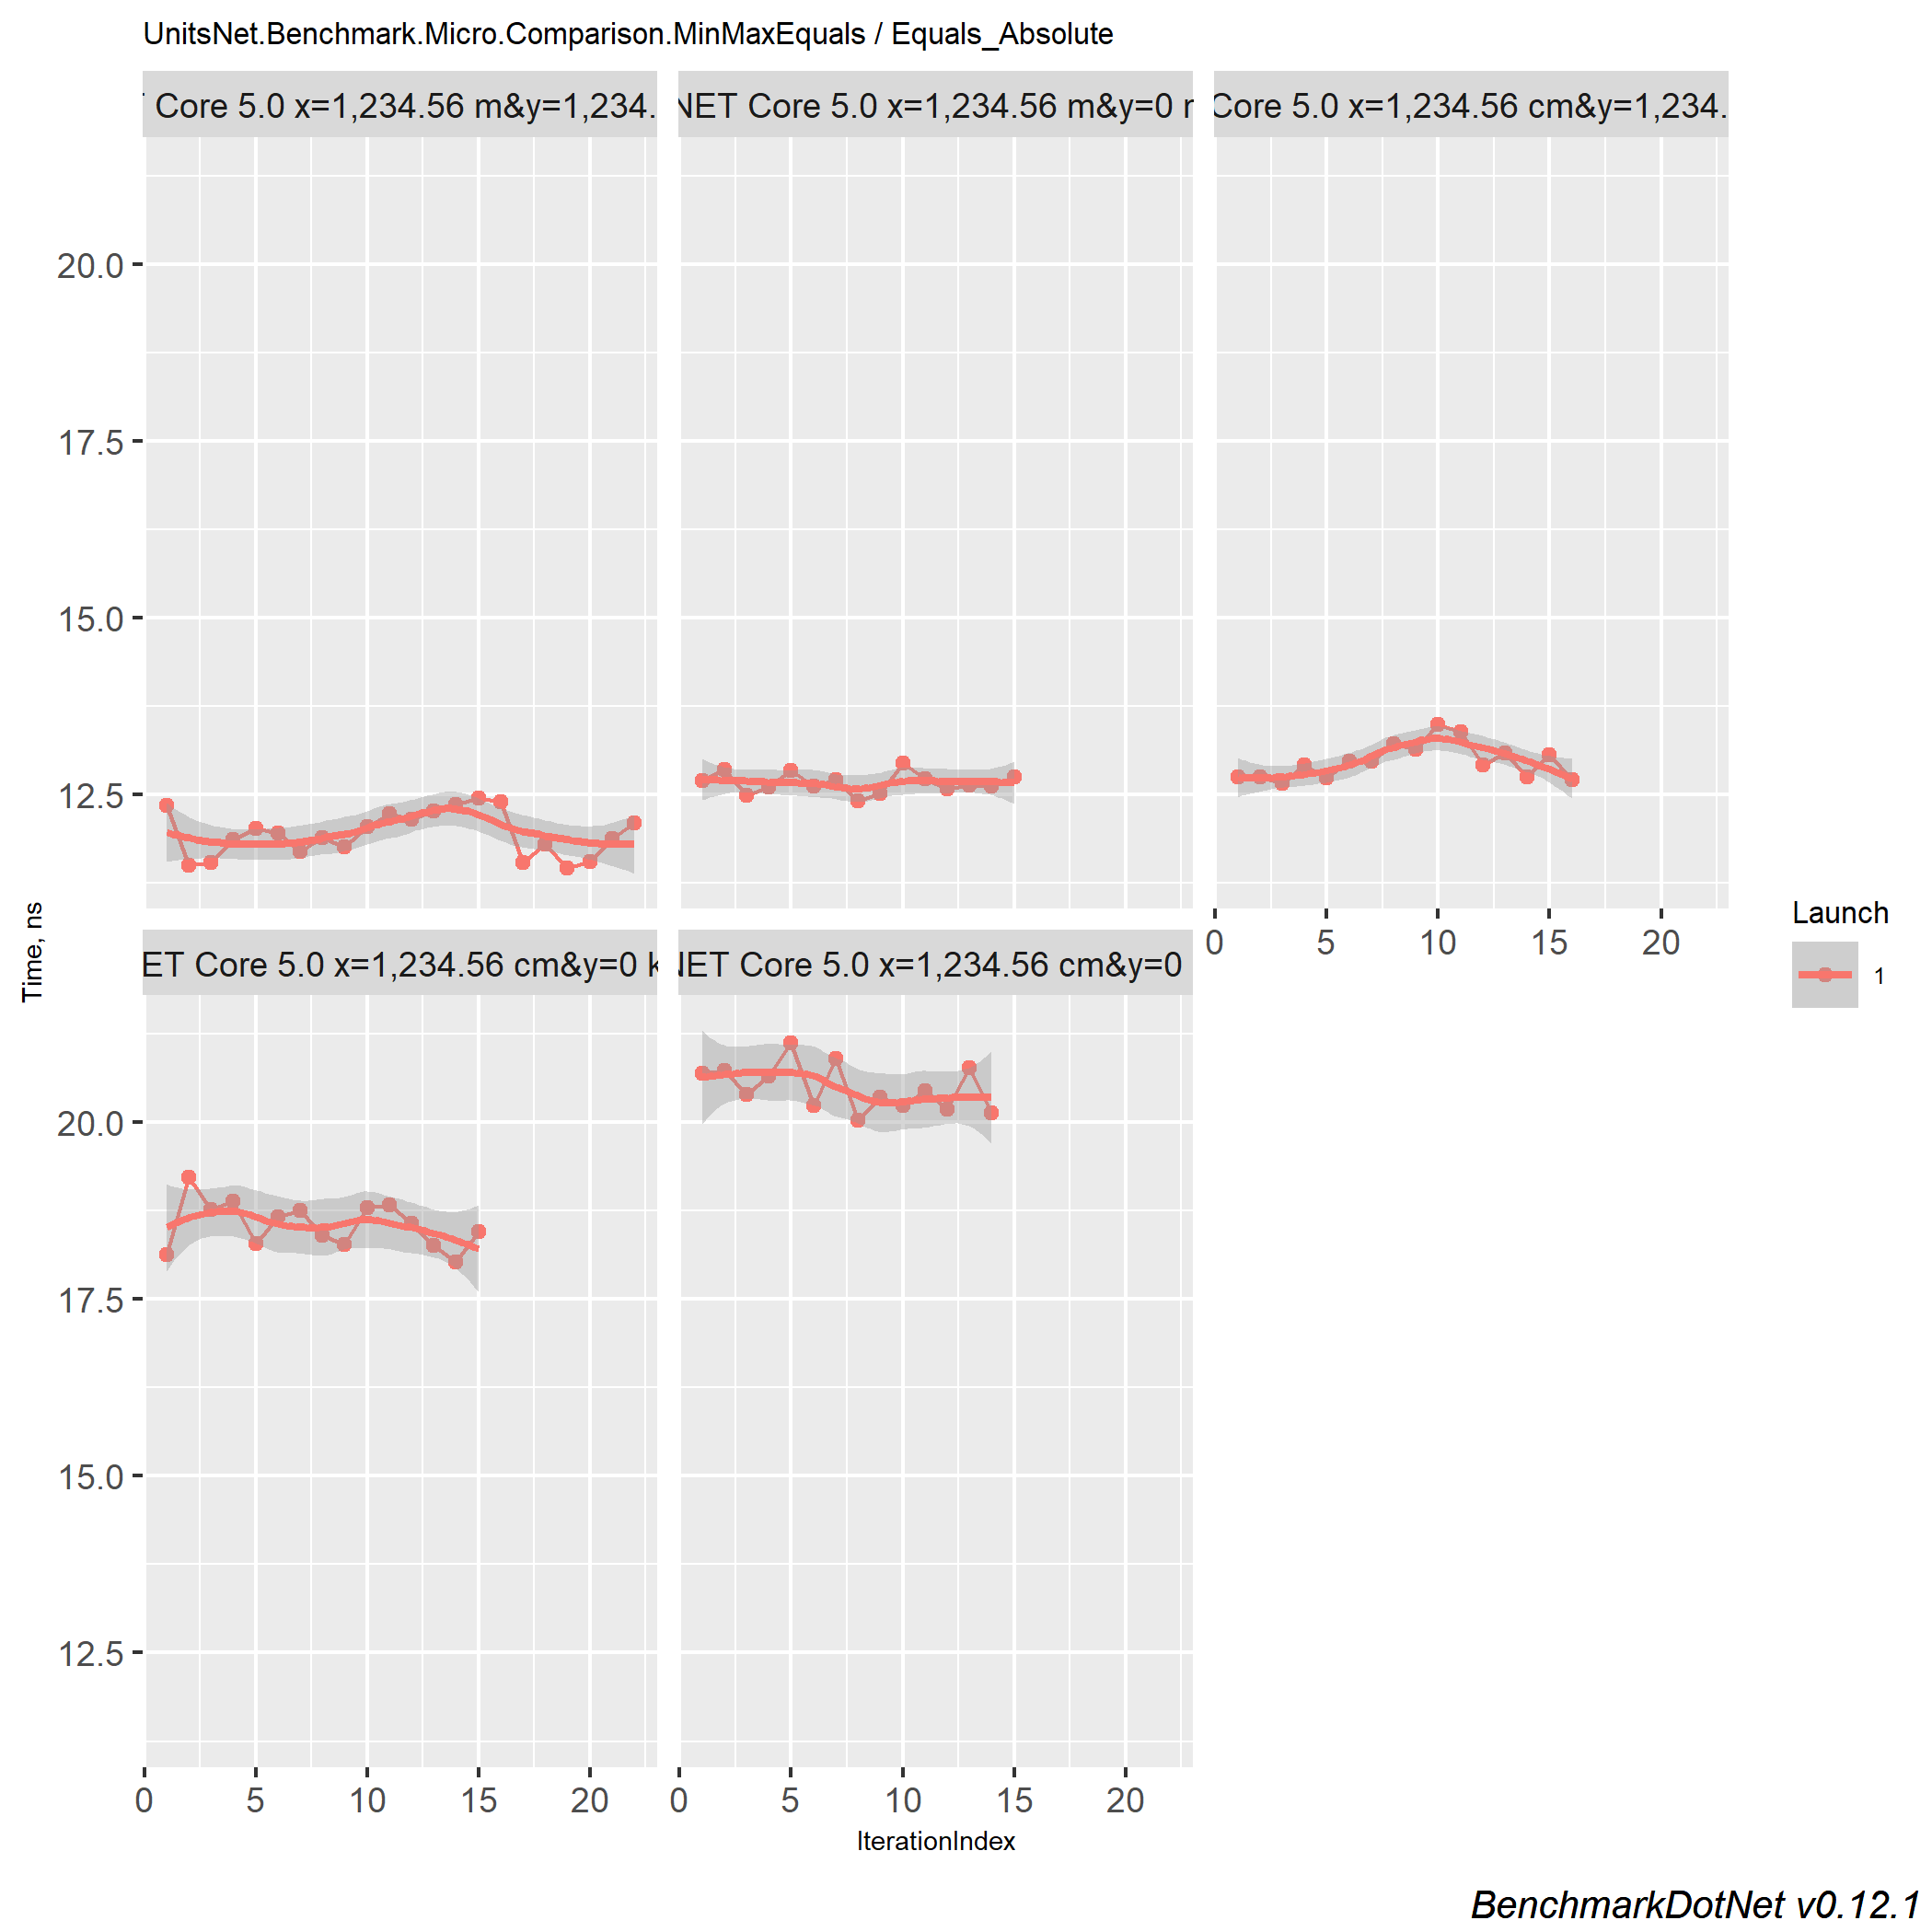 UnitsNet.Benchmark.Micro.Comparison.MinMaxEquals / Equals_Absolute
Core 5.0 x=1,234.56 m&y=1,234.
NET Core 5.0 x=1,234.56 m&y=0
Core 5.0 x=1,234.56 cm&y=1,234.
20.0
17.5
15.0
12.5
0 5 10 15 20
Time, ns
ET Core 5.0 x=1,234.56 cm&y=0
NET Core 5.0 x=1,234.56 cm&y=0
Launch
1
20.0
17.5
15.0
12.5
0 5 10 15 20
0 5 10 15 20
IterationIndex
BenchmarkDotNet v0.12.1